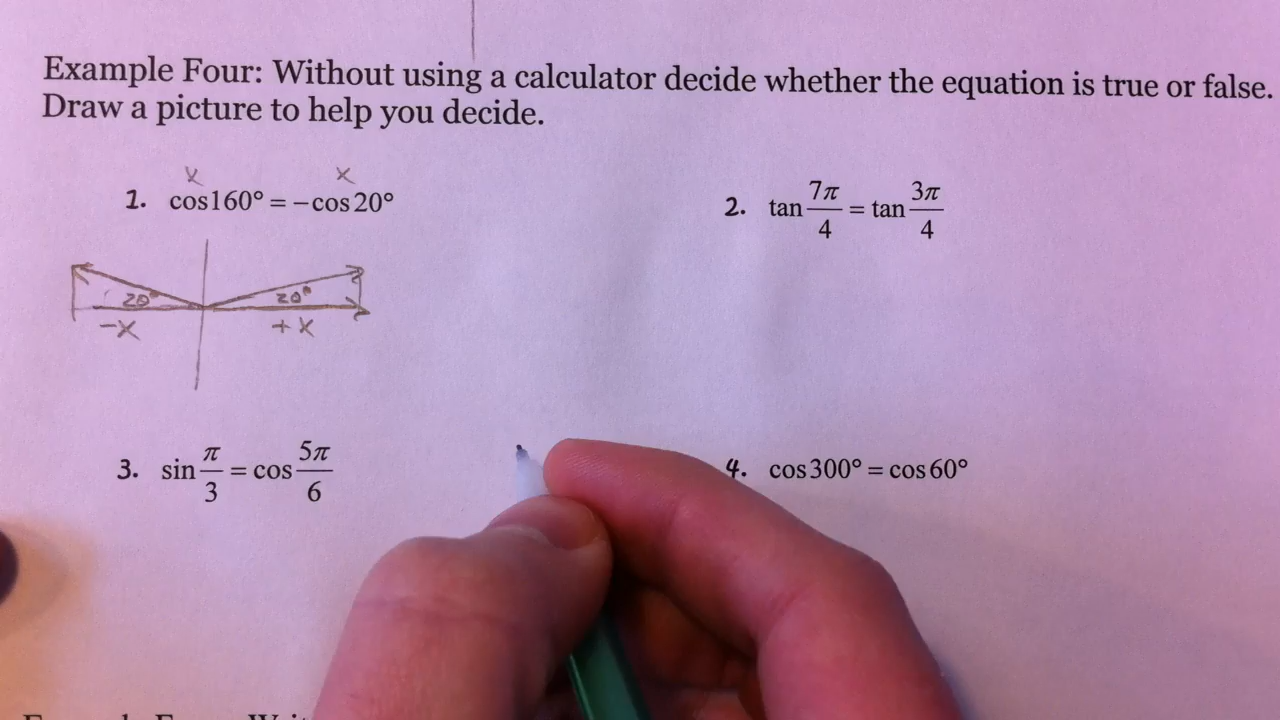 Example Four: Without using a calculator decide whether the equation is true or false.
Draw a picture to help you decide.
x x
1. cos160° = −cos20°
2. tan 7π/4 = tan 3π/4
20° 20°
−x +x
3. sin π/3 = cos 5π/6
4. cos300° = cos60°